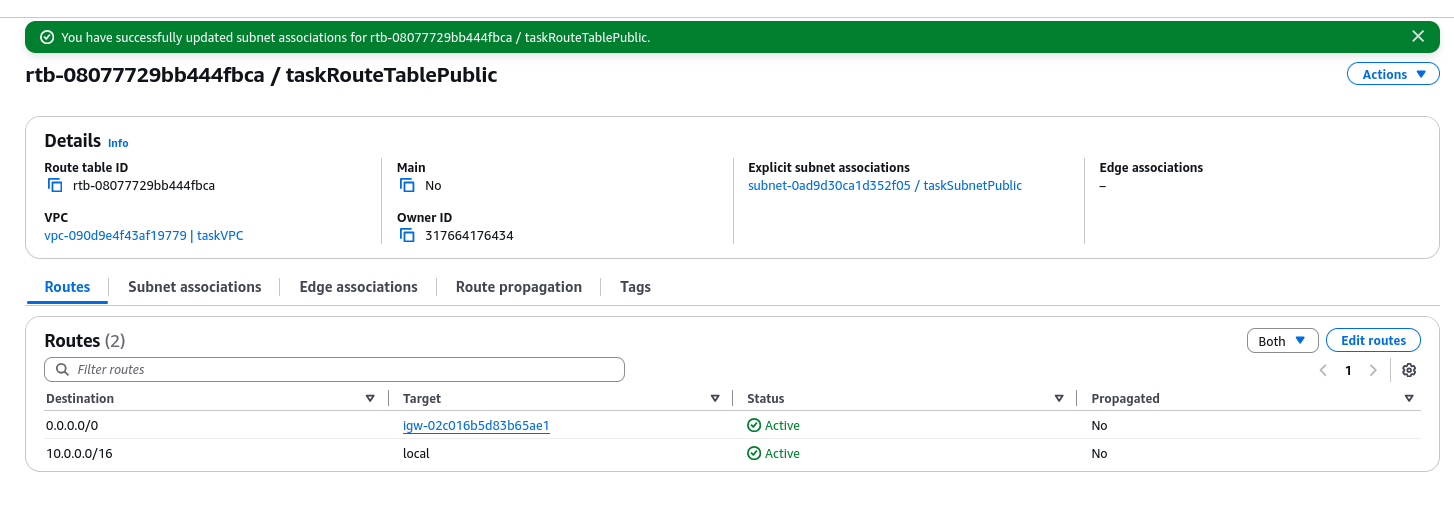 You have successfully updated subnet associations for rtb-08077729bb444fbca / taskRouteTablePublic.
rtb-08077729bb444fbca / taskRouteTablePublic
Actions
Details Info
Route table ID
rtb-08077729bb444fbca
Main
No
Explicit subnet associations
subnet-0ad9d30ca1d352f05 / taskSubnetPublic
Edge associations
–
VPC
vpc-090d9e4f43af19779 | taskVPC
Owner ID
317664176434
Routes Subnet associations Edge associations Route propagation Tags
Routes (2)
Both Edit routes
Filter routes
1
Destination Target Status Propagated
0.0.0.0/0 igw-02c016b5d83b65ae1 Active No
10.0.0.0/16 local Active No